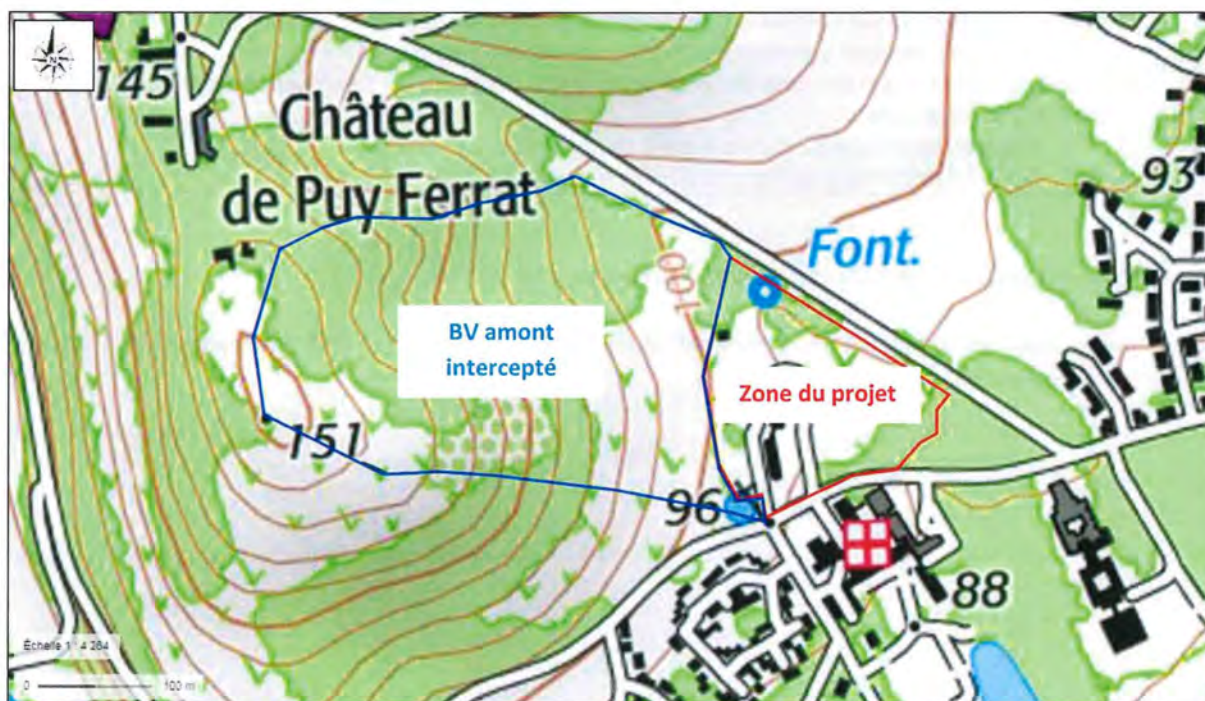 N
145
Château
de Puy Ferrat
Font.
93
100
BV amont
intercepté
Zone du projet
151
96
88
Échelle 1 : 4 264
0 100 m